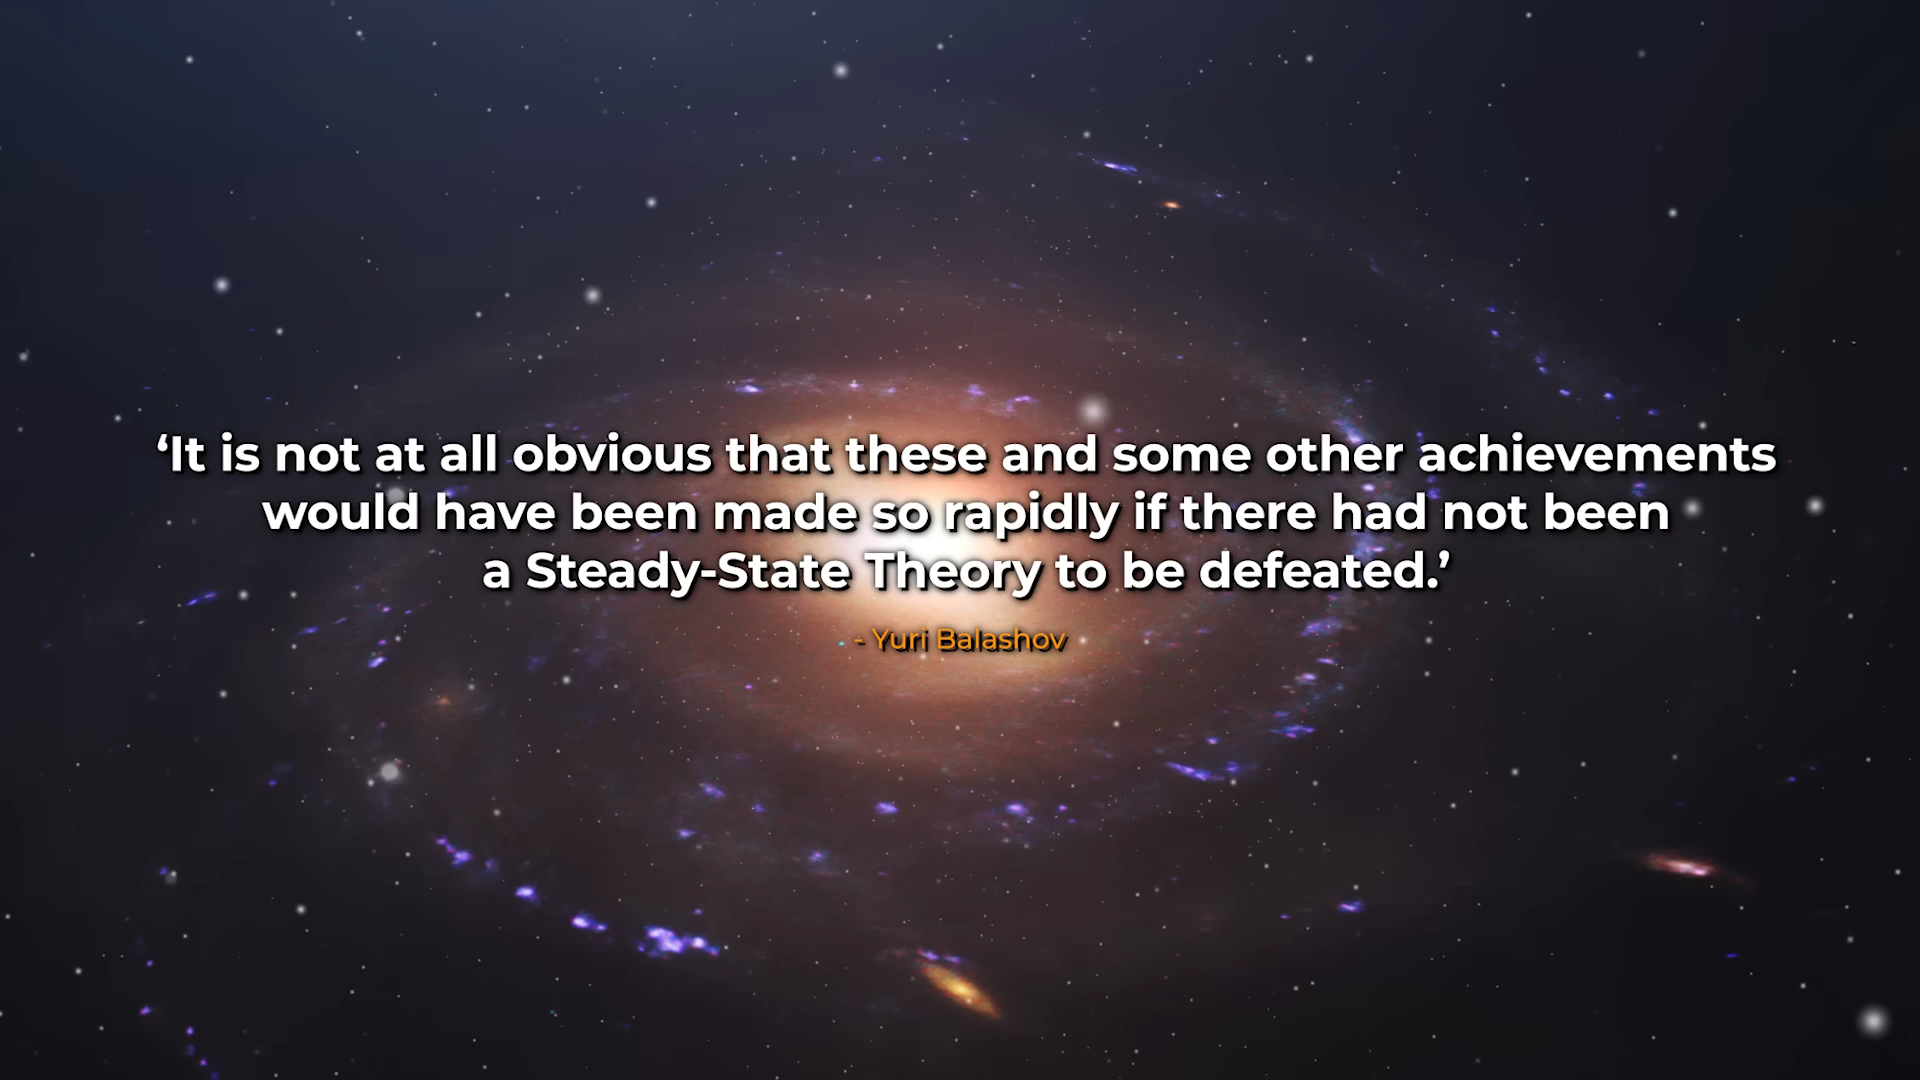 ‘It is not at all obvious that these and some other achievements
would have been made so rapidly if there had not been
a Steady-State Theory to be defeated.’
- Yuri Balashov